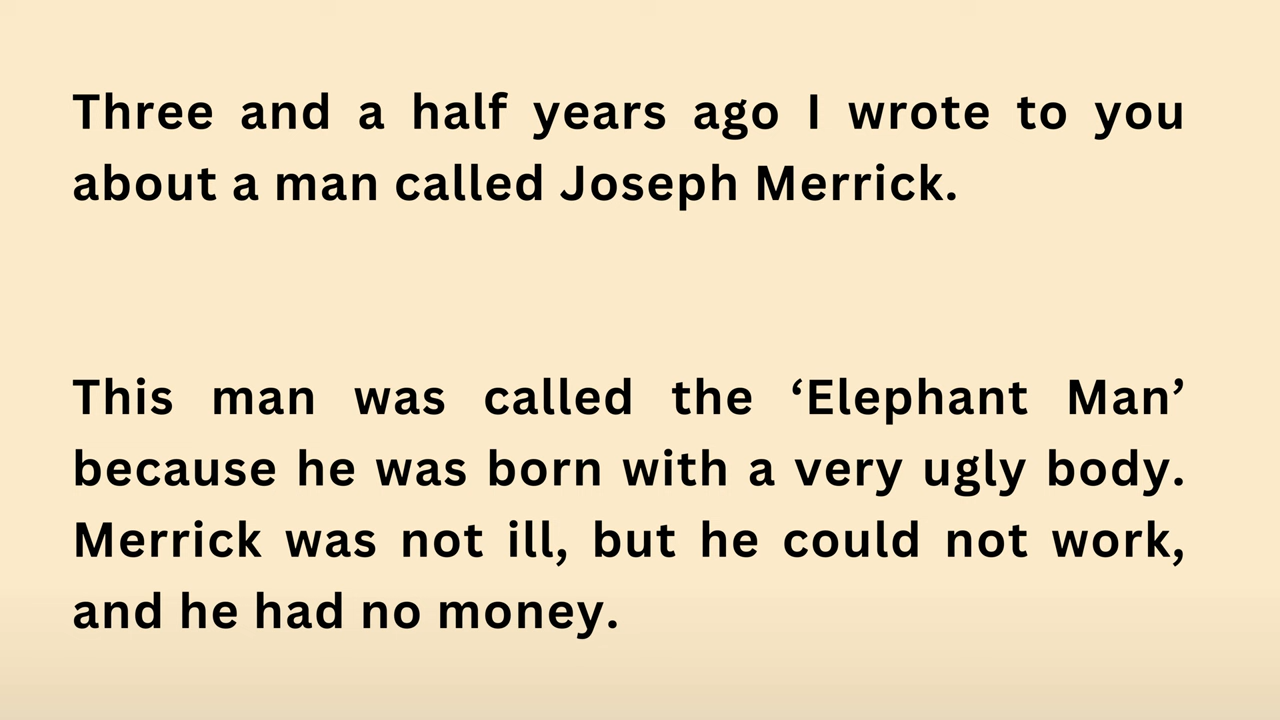 Three and a half years ago I wrote to you
about a man called Joseph Merrick.
This man was called the ‘Elephant Man’
because he was born with a very ugly body.
Merrick was not ill, but he could not work,
and he had no money.